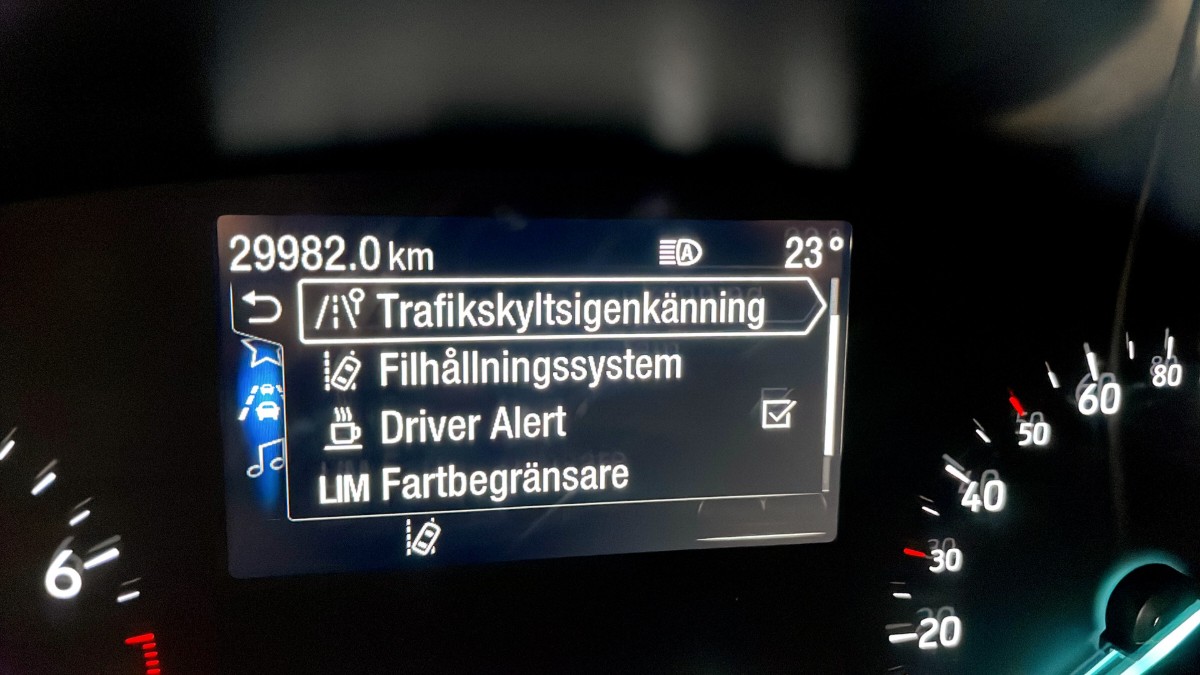 29982.0 km A 23°
Trafikskyltsigenkänning
Filhållningssystem
Driver Alert
LIM Fartbegränsare
6
20
30
40
50
60
80